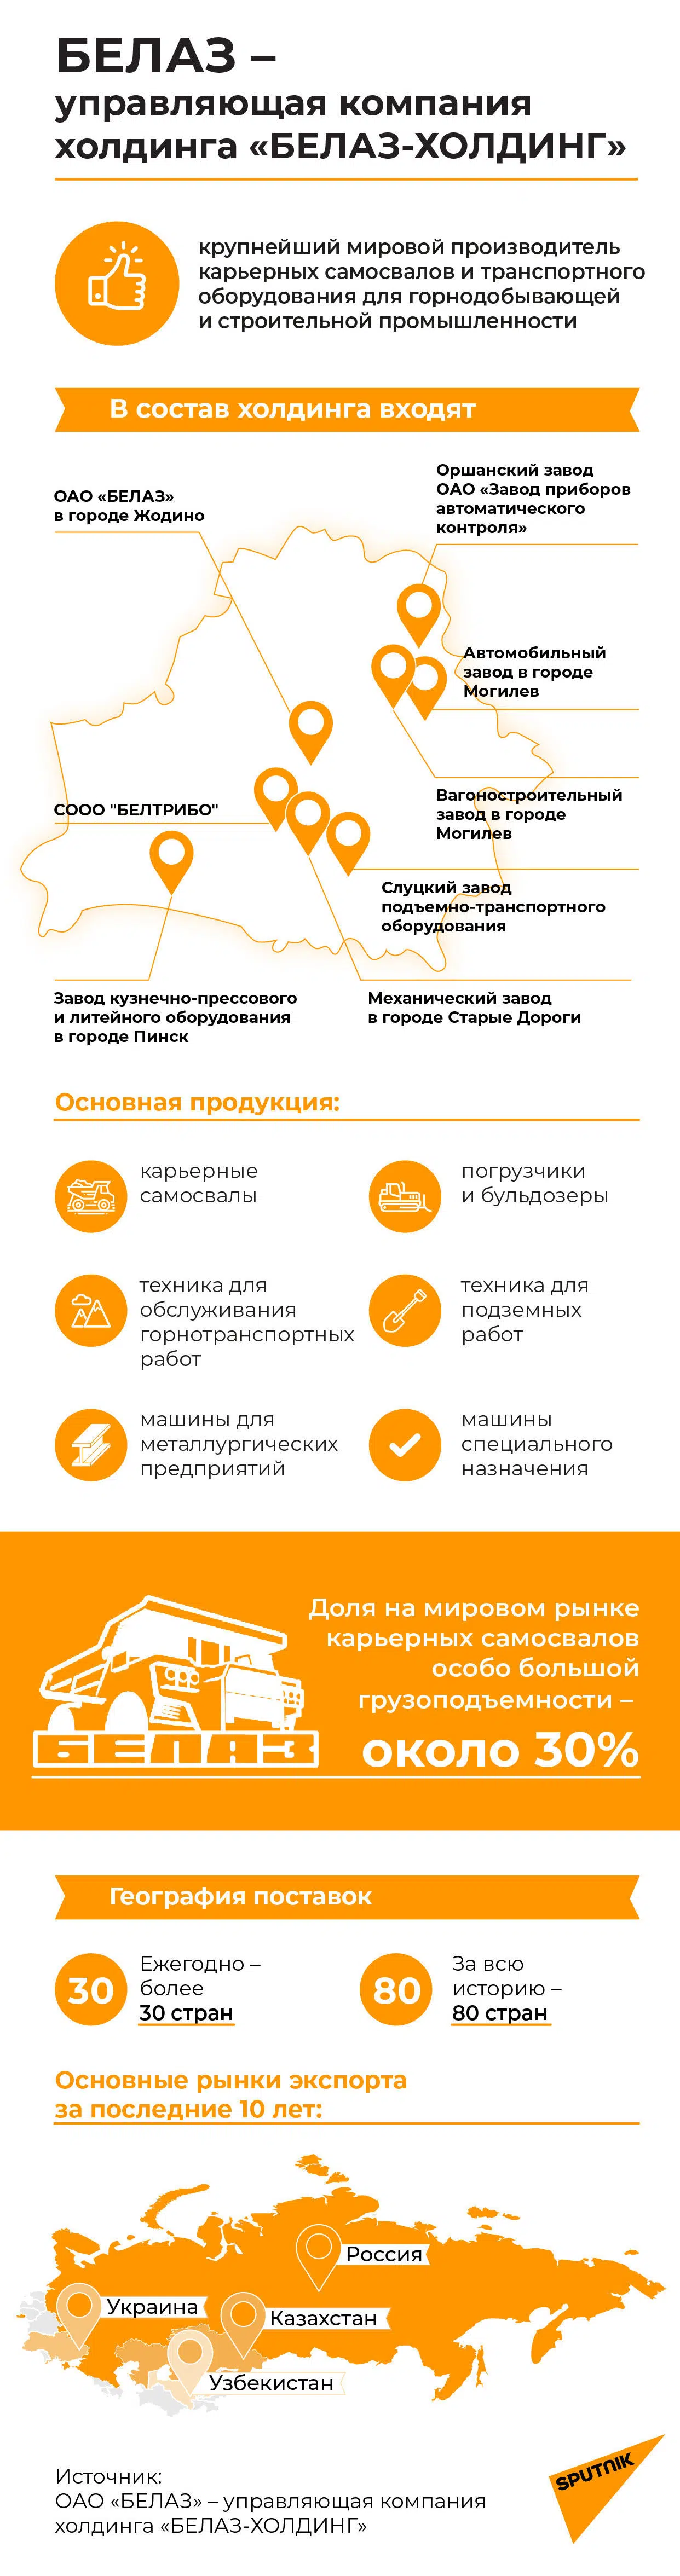 БЕЛАЗ –
управляющая компания
холдинга «БЕЛАЗ-ХОЛДИНГ»
крупнейший мировой производитель
карьерных самосвалов и транспортного
оборудования для горнодобывающей
и строительной промышленности
В состав холдинга входят
ОАО «БЕЛАЗ»
в городе Жодино
Оршанский завод
ОАО «Завод приборов
автоматического
контроля»
Автомобильный
завод в городе
Могилев
Вагоностроительный
завод в городе
Могилев
СООО "БЕЛТРИБО"
Слуцкий завод
подъемно-транспортного
оборудования
Завод кузнечно-прессового
и литейного оборудования
в городе Пинск
Механический завод
в городе Старые Дороги
Основная продукция:
карьерные
самосвалы
погрузчики
и бульдозеры
техника для
обслуживания
горнотранспортных
работ
техника для
подземных
работ
машины для
металлургических
предприятий
машины
специального
назначения
Доля на мировом рынке
карьерных самосвалов
особо большой
грузоподъемности –
около 30%
БЕЛАЗ
География поставок
30
Ежегодно –
более
30 стран
80
За всю
историю –
80 стран
Основные рынки экспорта
за последние 10 лет:
Россия
Украина
Казахстан
Узбекистан
Источник:
ОАО «БЕЛАЗ» – управляющая компания
холдинга «БЕЛАЗ-ХОЛДИНГ»
SPUTNIK